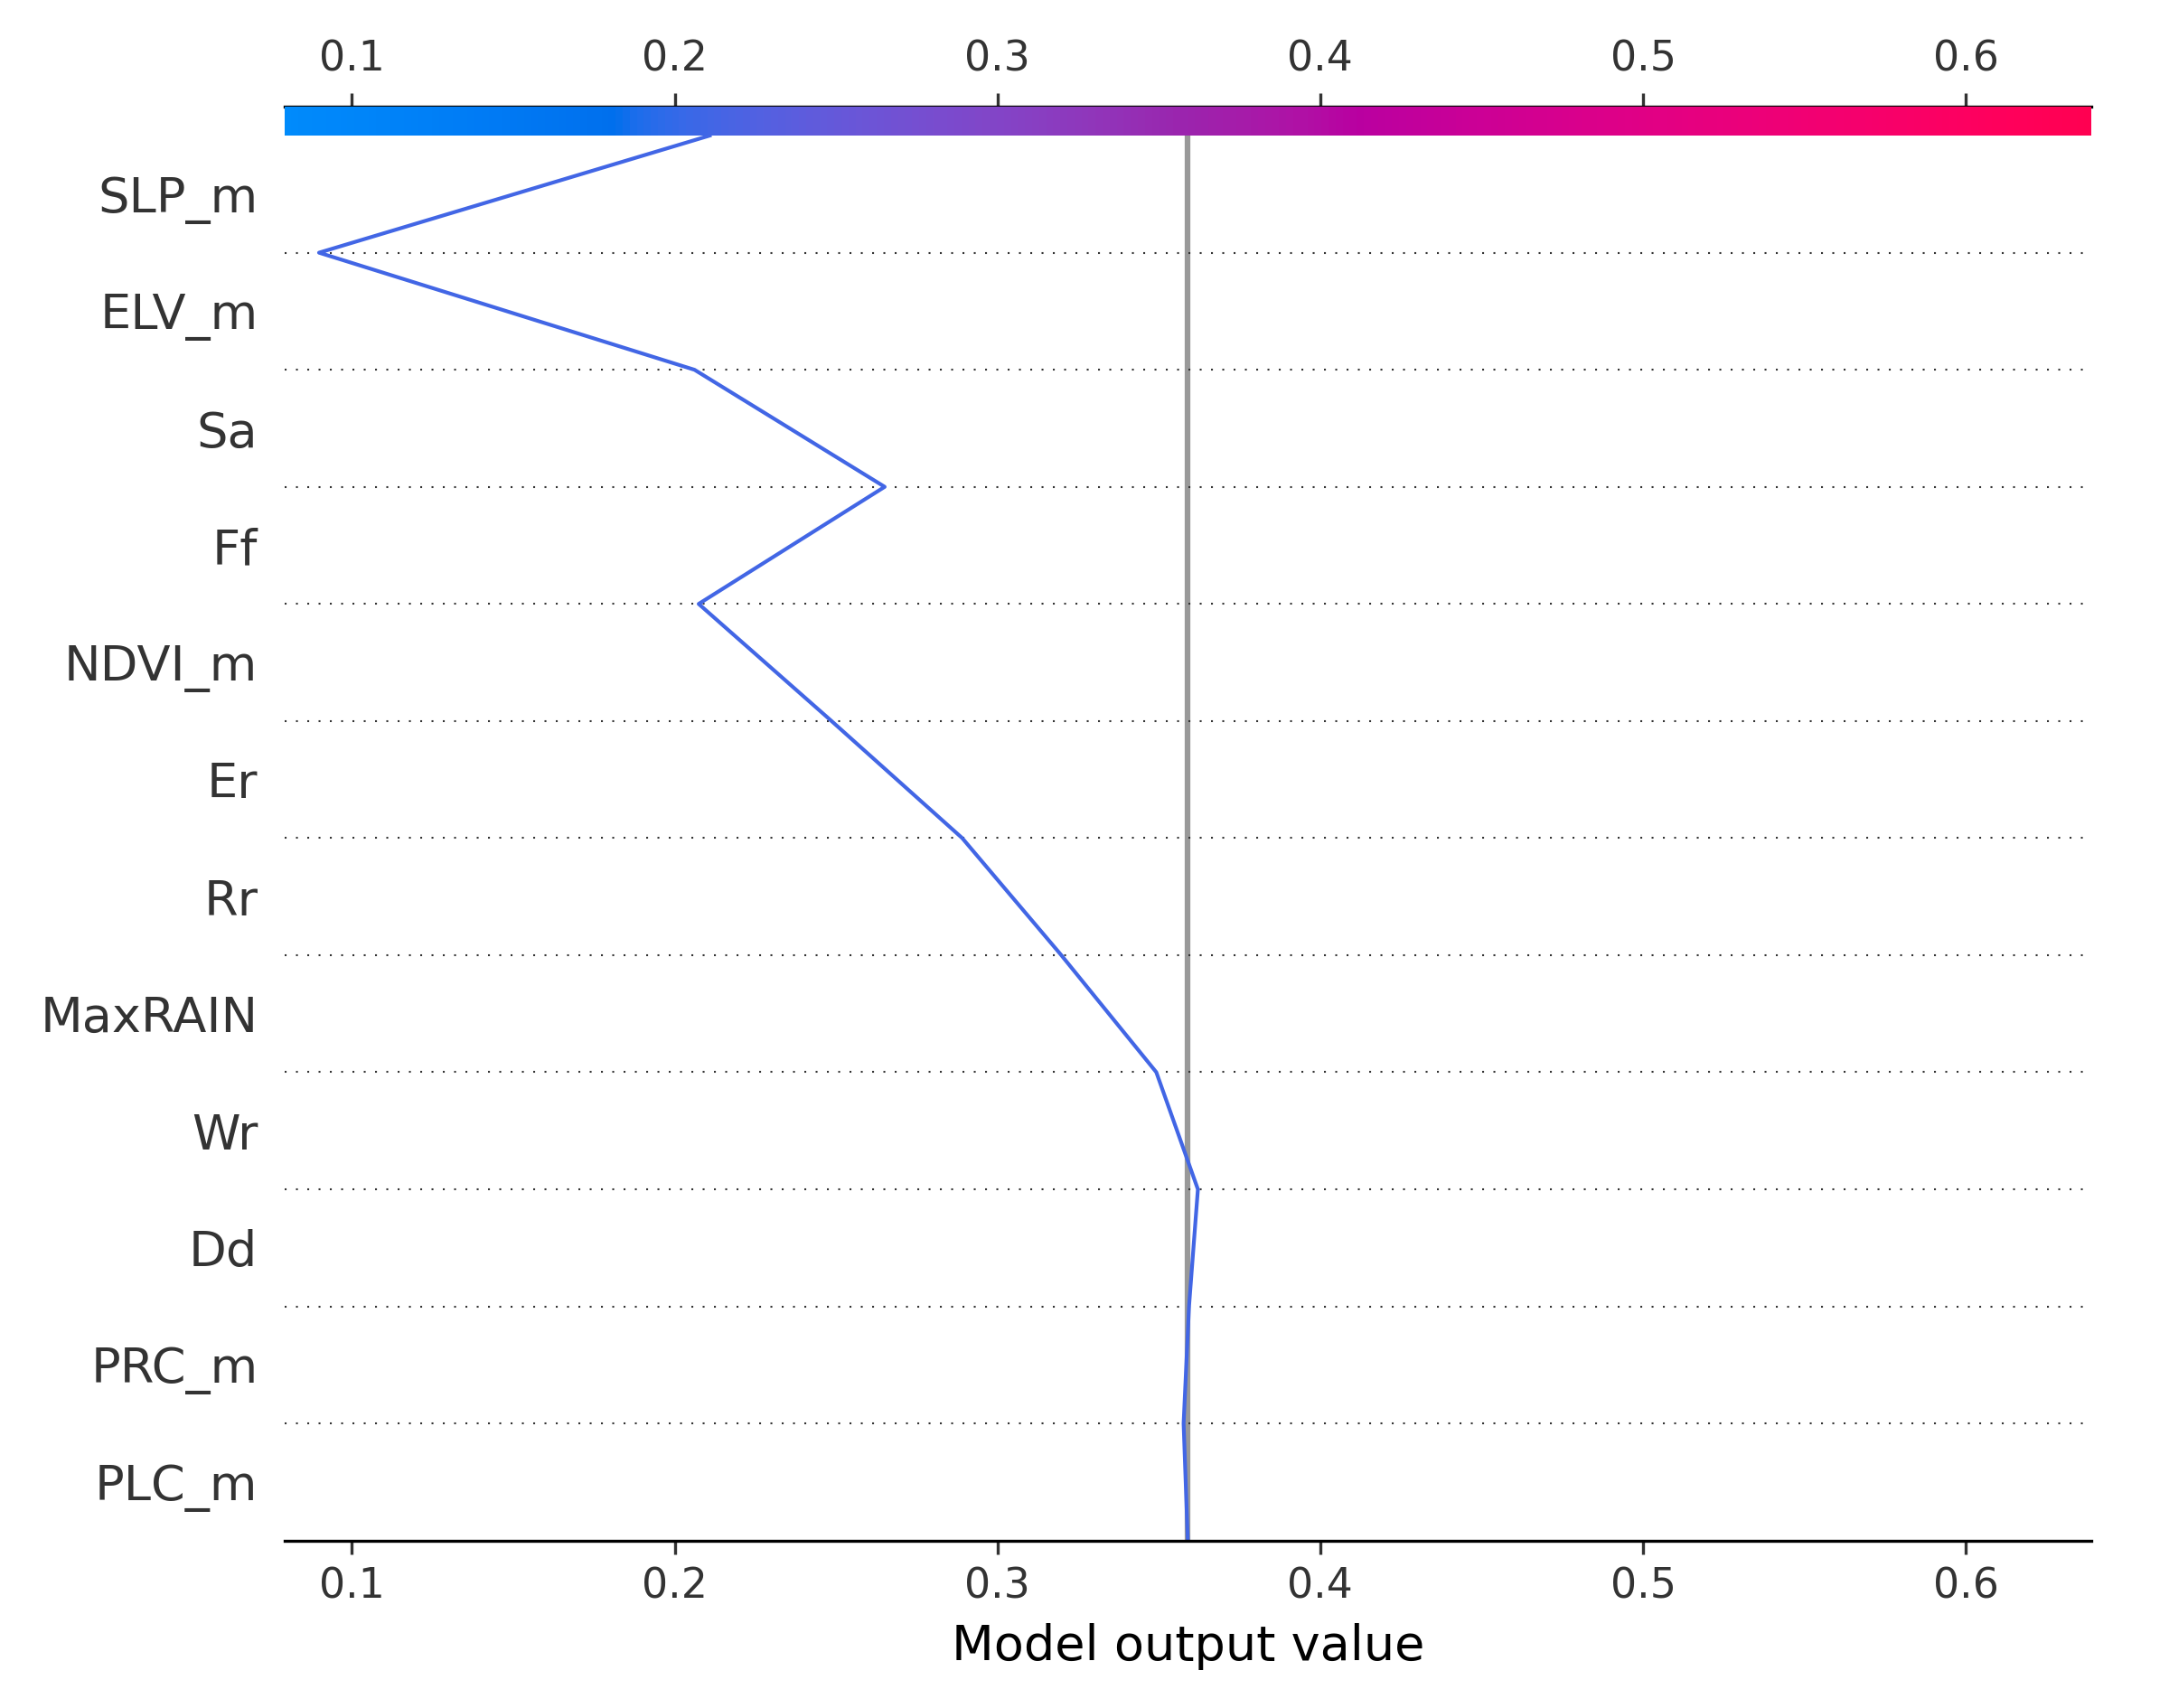 0.1 0.2 0.3 0.4 0.5 0.6
SLP_m
ELV_m
Sa
Ff
NDVI_m
Er
Rr
MaxRAIN
Wr
Dd
PRC_m
PLC_m
0.1 0.2 0.3 0.4 0.5 0.6
Model output value